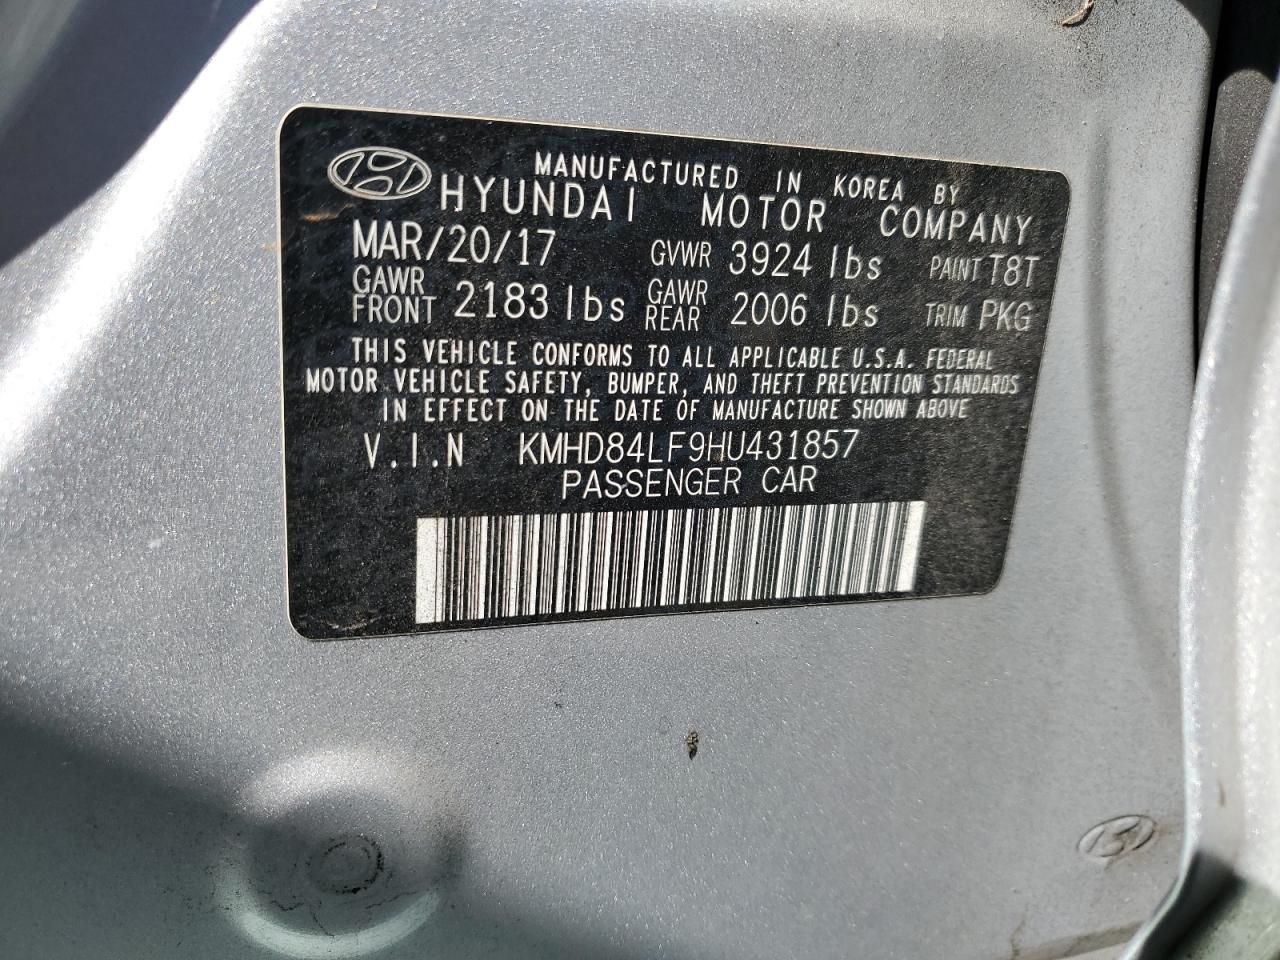 MANUFACTURED IN KOREA BY
HYUNDAI MOTOR COMPANY
MAR/20/17 GVWR 3924 lbs PAINT T8T
GAWR FRONT 2183 lbs GAWR REAR 2006 lbs TRIM PKG
THIS VEHICLE CONFORMS TO ALL APPLICABLE U.S.A. FEDERAL
MOTOR VEHICLE SAFETY, BUMPER, AND THEFT PREVENTION STANDARDS
IN EFFECT ON THE DATE OF MANUFACTURE SHOWN ABOVE
V.I.N KMHD84LF9HU431857
PASSENGER CAR